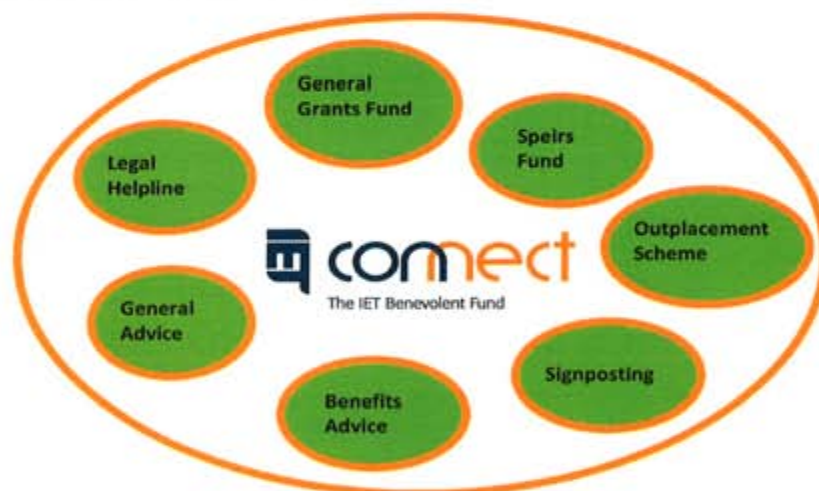 General
Grants Fund
Speirs
Fund
Legal
Helpline
Outplacement
Scheme
connect
The IET Benevolent Fund
General
Advice
Signposting
Benefits
Advice